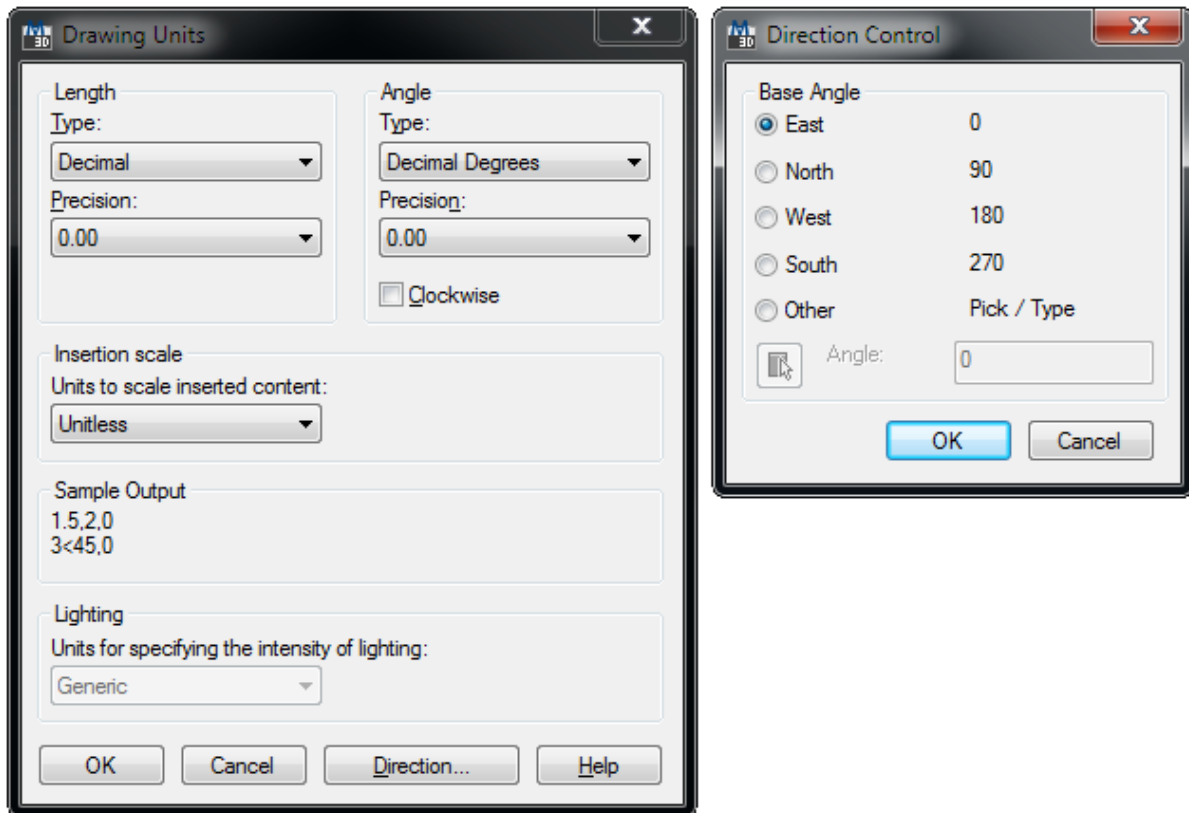 Drawing Units
x
Length
Type:
Decimal
Precision:
0.00
Angle
Type:
Decimal Degrees
Precision:
0.00
Clockwise
Insertion scale
Units to scale inserted content:
Unitless
Sample Output
1.5,2,0
3<45,0
Lighting
Units for specifying the intensity of lighting:
Generic
OK Cancel Direction... Help
Direction Control
x
Base Angle
East 0
North 90
West 180
South 270
Other Pick / Type
Angle: 0
OK Cancel